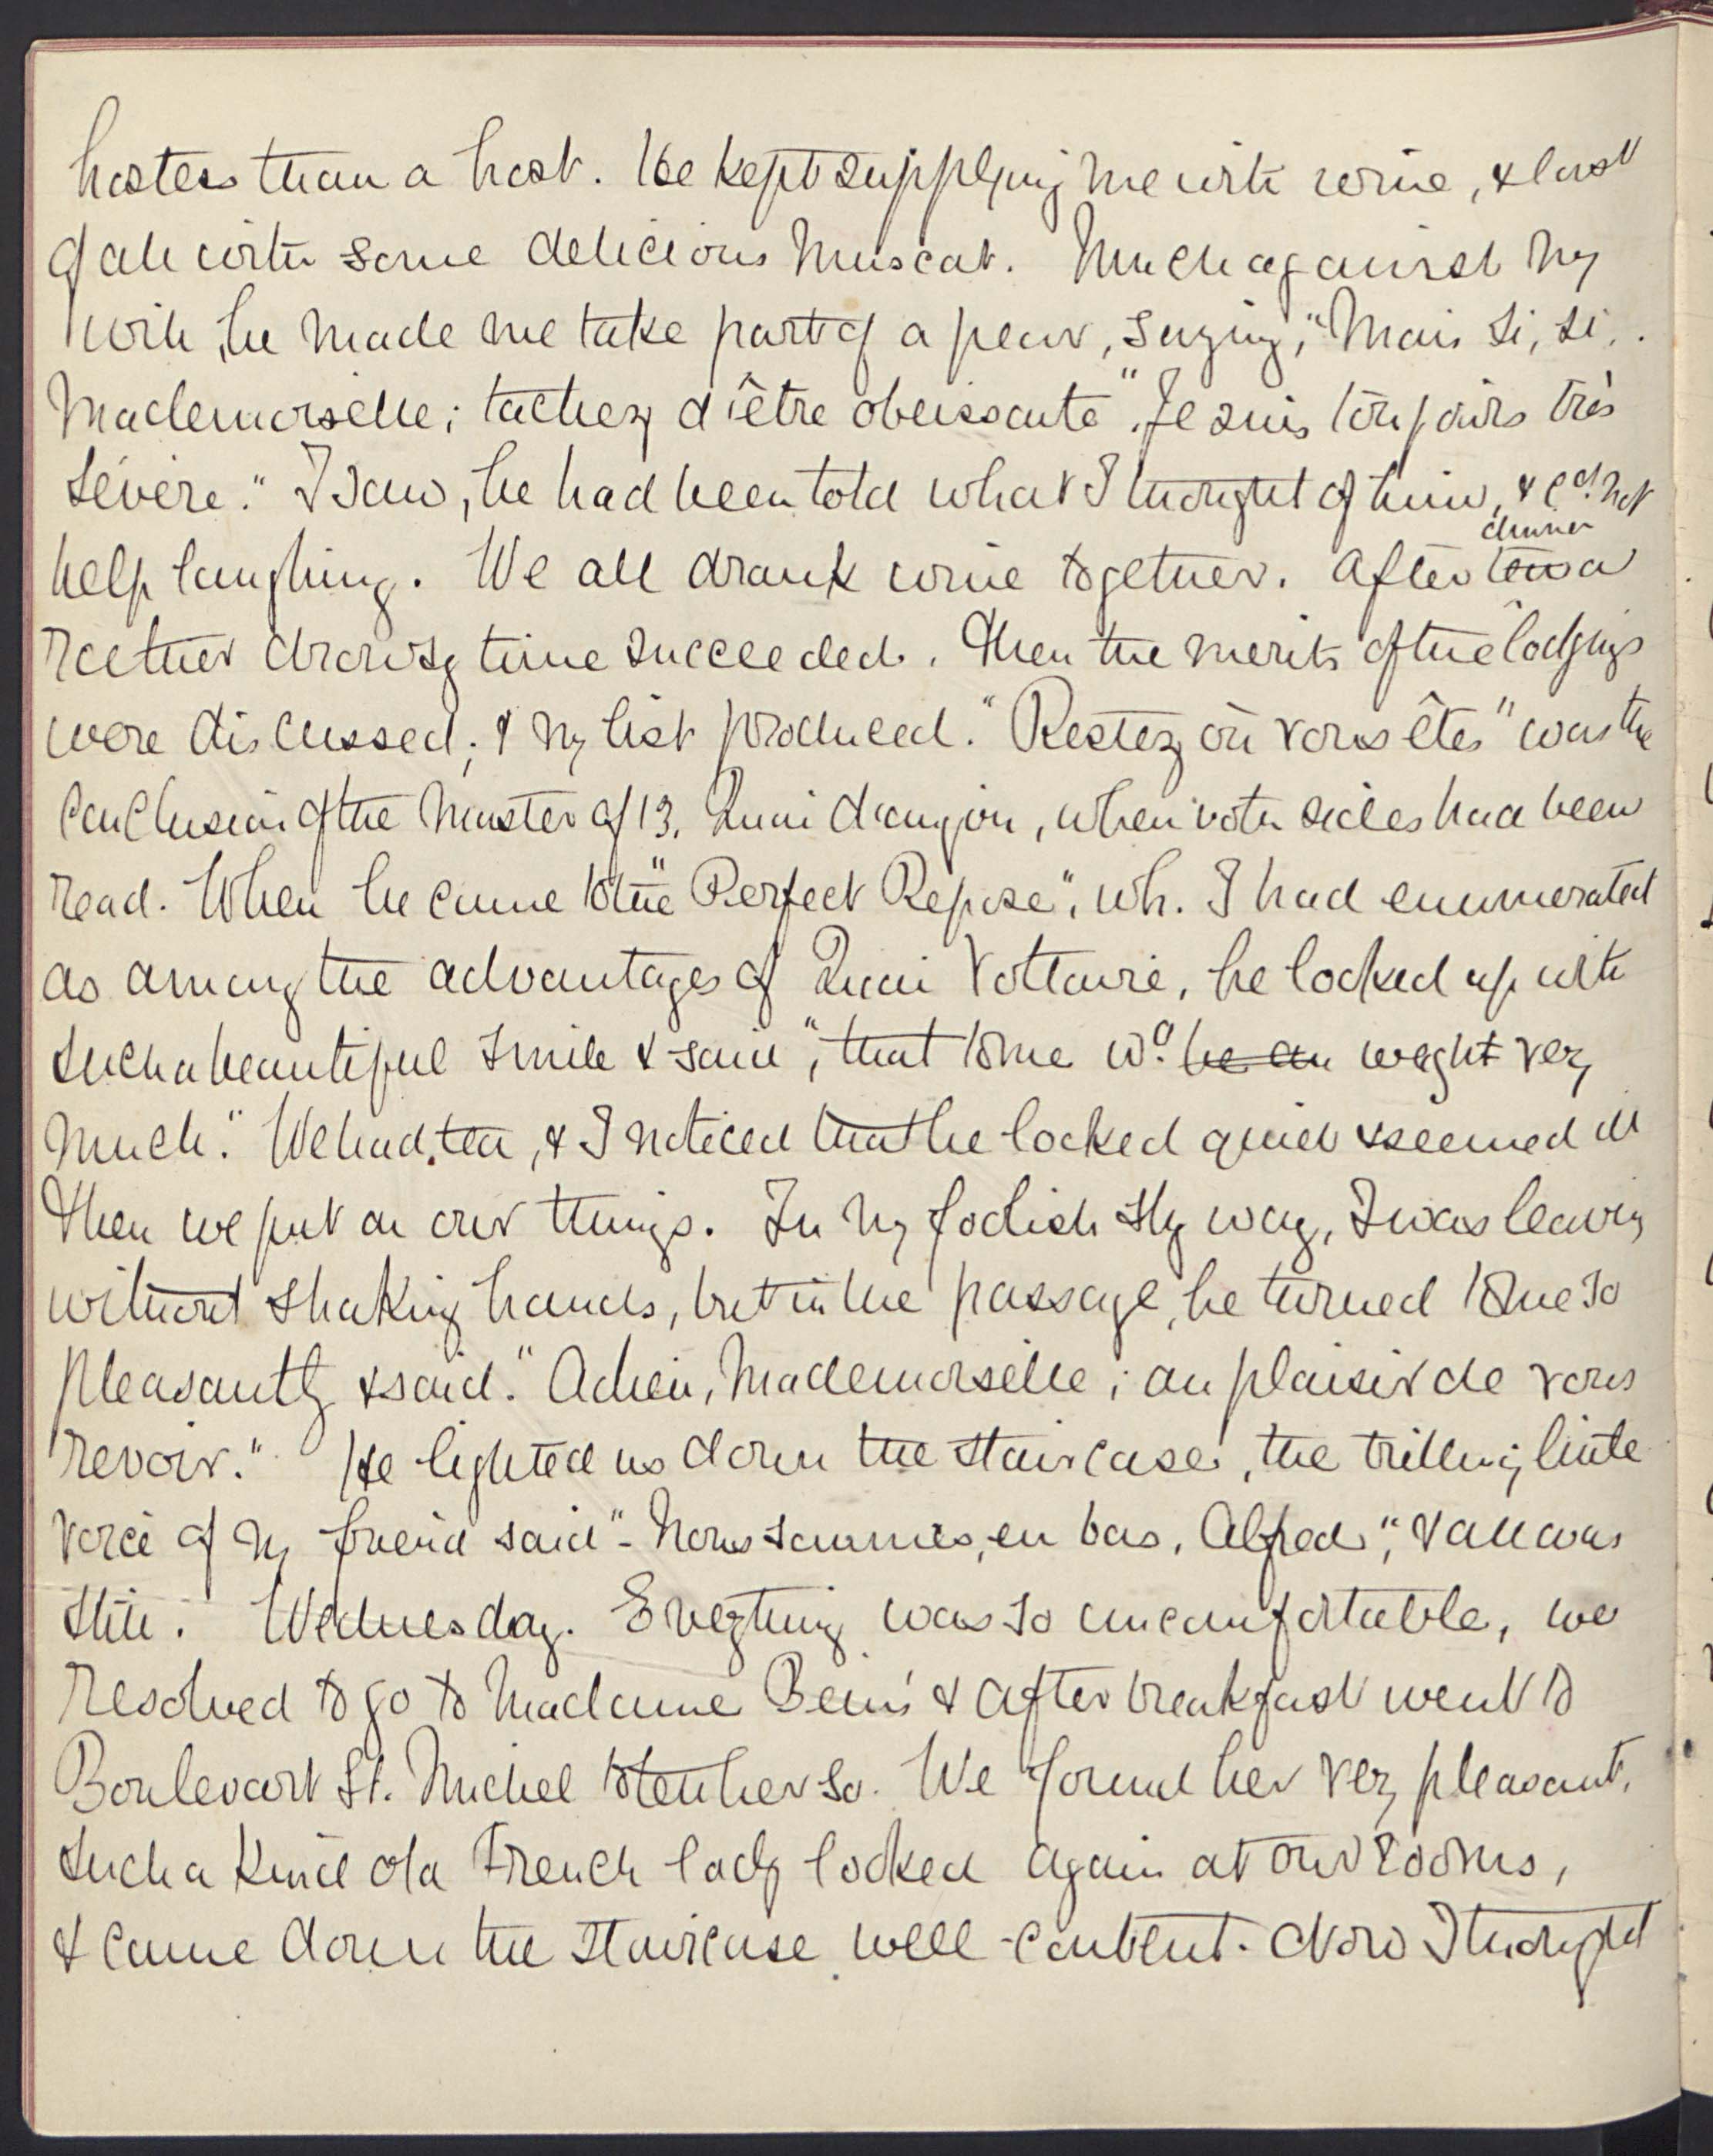 hostess than a host. He kept supplying me with wine, & last
of all with some delicious Muscat. Much against my
will, he made me take part of a pear, saying, "Mais si, si,
Mademoiselle; tachez d'être obeissante". Je suis toujours très
sévère." I saw, he had been told what I thought of him, & cd. not
help laughing. We all drank wine together. After dinner a
rather drowsy time succeeded. Then the merits of the lodgings
were discussed; & my list produced. "Restez où vous êtes" was the
conclusion of the Master of 13, Quai d'anjou, when both sides had been
read. When he came to the "Perfect Repose", wh. I had enumerated
as among the advantages of Quai Voltaire, he looked up with
such a beautiful smile & said, "that to me wd. be an weight very
much." We had tea, & I noticed that he looked quiet & seemed ill
Then we put on our things. In my foolish shy way, I was leaving
without shaking hands, but in the passage, he turned to me so
pleasantly & said. "Adieu, Mademoiselle; au plaisir de vous
revoir." He lighted us down the staircase, the trilling little
voice of my friend said "- Nous sommes, en bas, Alfred", & all was
still. Wednesday. Everything was so uncomfortable, we
resolved to go to Madame & after breakfast went to
Boulevart St. Michel to tell her so. We found her very pleasant,
such a kind old French lady looked again at our rooms,
& came down the staircase well-content. Now I thought